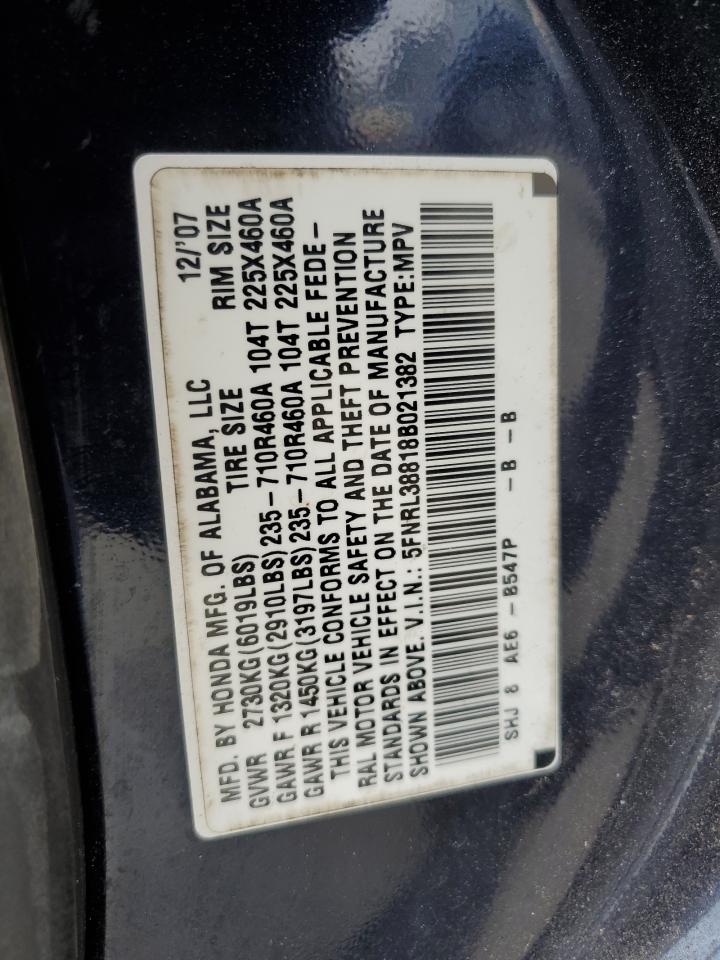 MFD. BY HONDA MFG. OF ALABAMA, LLC 12/'07
GVWR 2730KG(6019LBS) TIRE SIZE RIM SIZE
GAWR F 1320KG(2910LBS)235-710R460A 104T 225X460A
GAWR R 1450KG(3197LBS)235-710R460A 104T 225X460A
THIS VEHICLE CONFORMS TO ALL APPLICABLE FEDE-
RAL MOTOR VEHICLE SAFETY AND THEFT PREVENTION
STANDARDS IN EFFECT ON THE DATE OF MANUFACTURE
SHOWN ABOVE. V.I.N.: 5FNRL38818B021382 TYPE:MPV
SHJ 8 AE6 -B547P -B -B